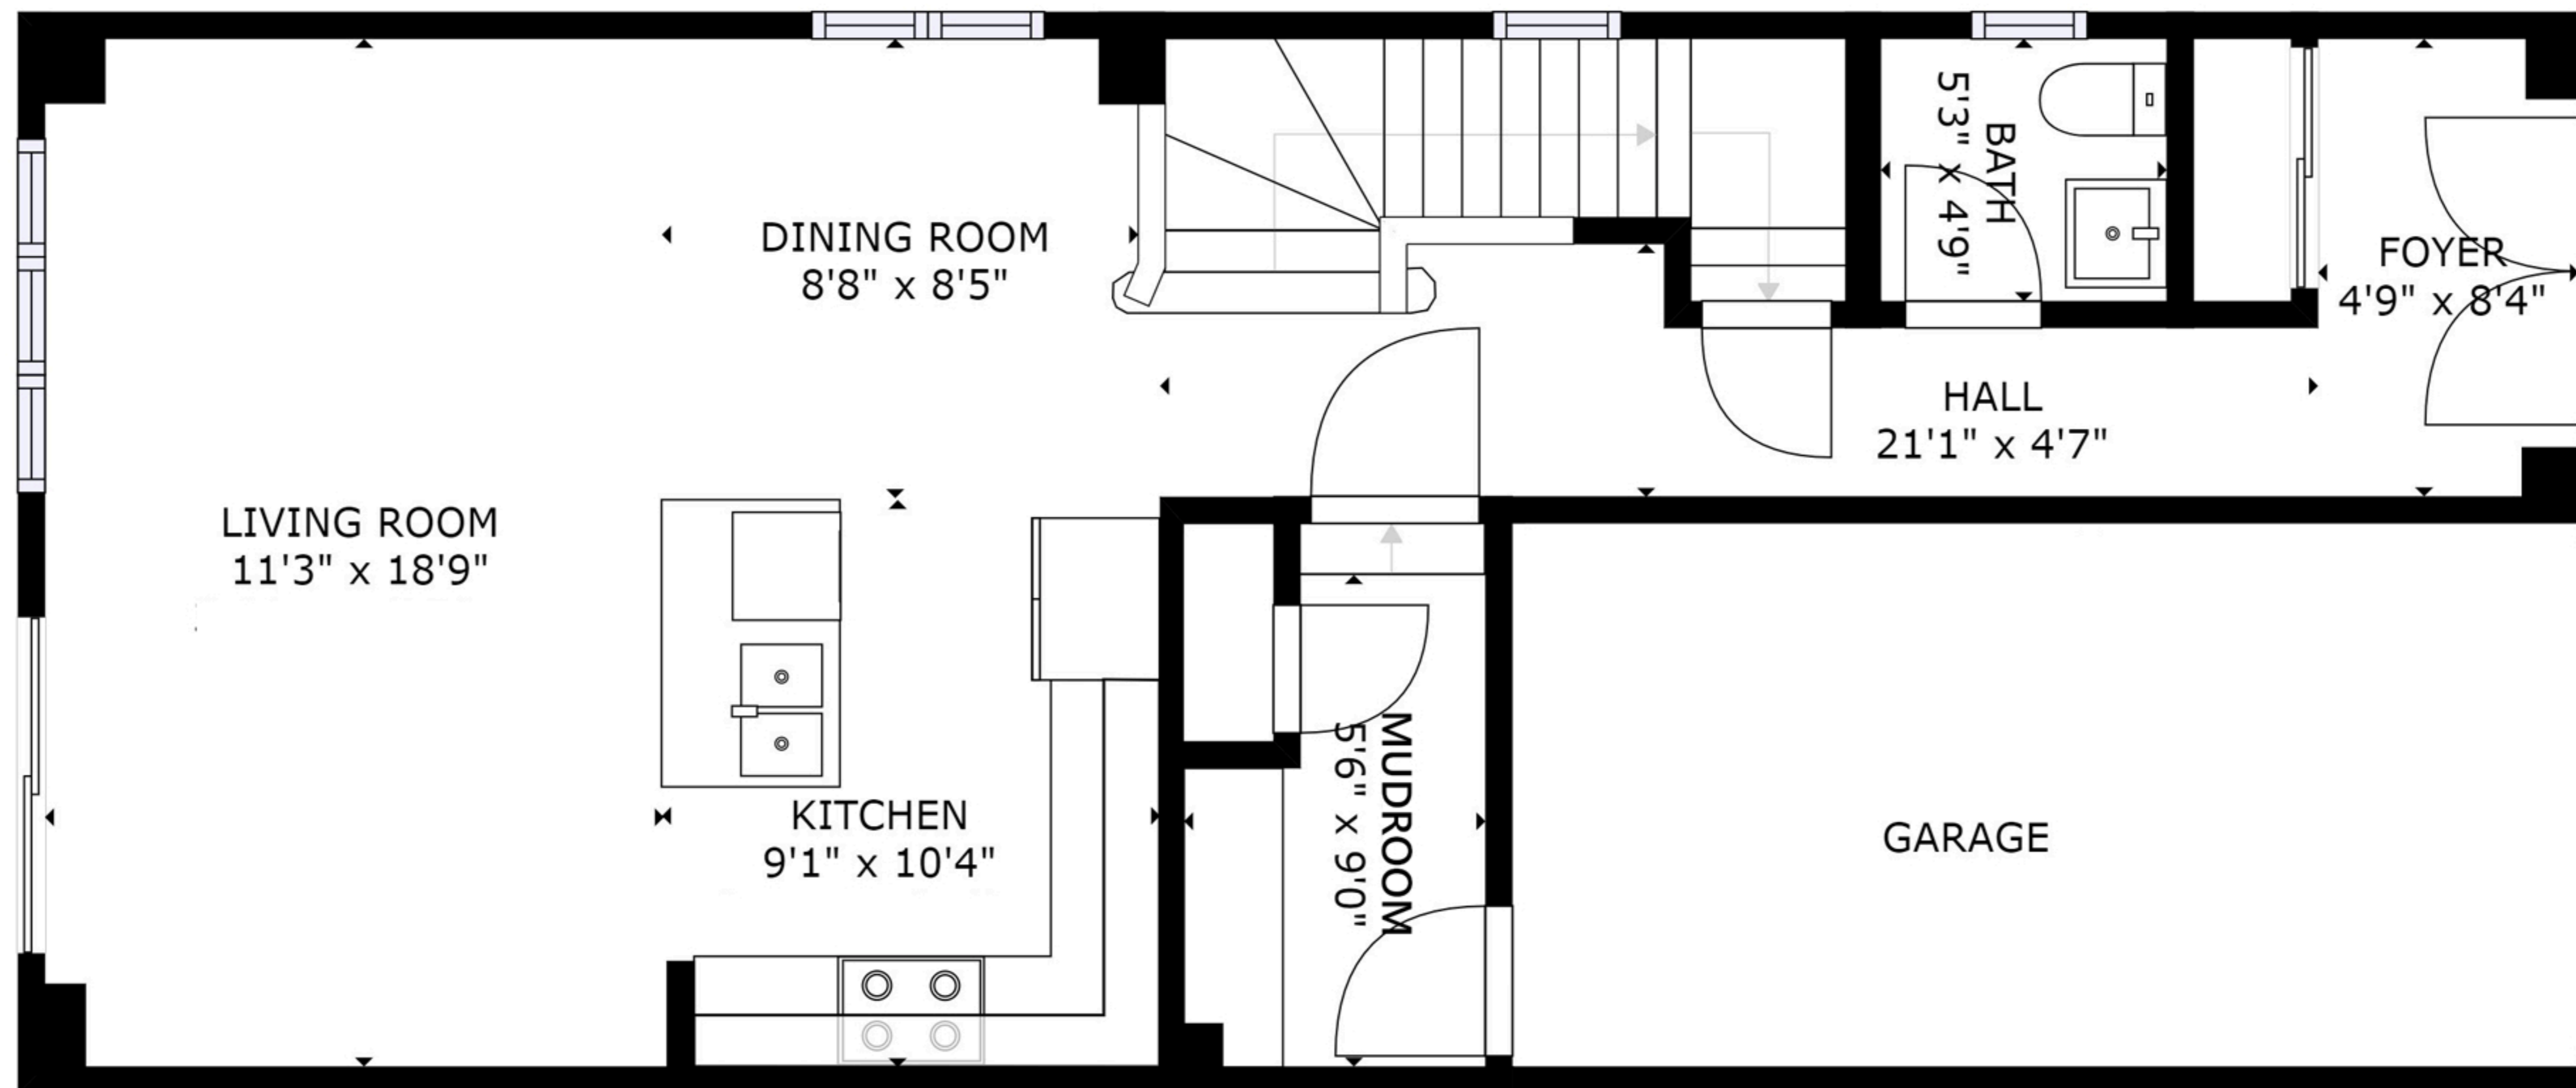 DINING ROOM
8'8" x 8'5"
BATH
5'3" x 4'9"
FOYER
4'9" x 8'4"
HALL
21'1" x 4'7"
LIVING ROOM
11'3" x 18'9"
KITCHEN
9'1" x 10'4"
MUDROOM
5'6" x 9'0"
GARAGE